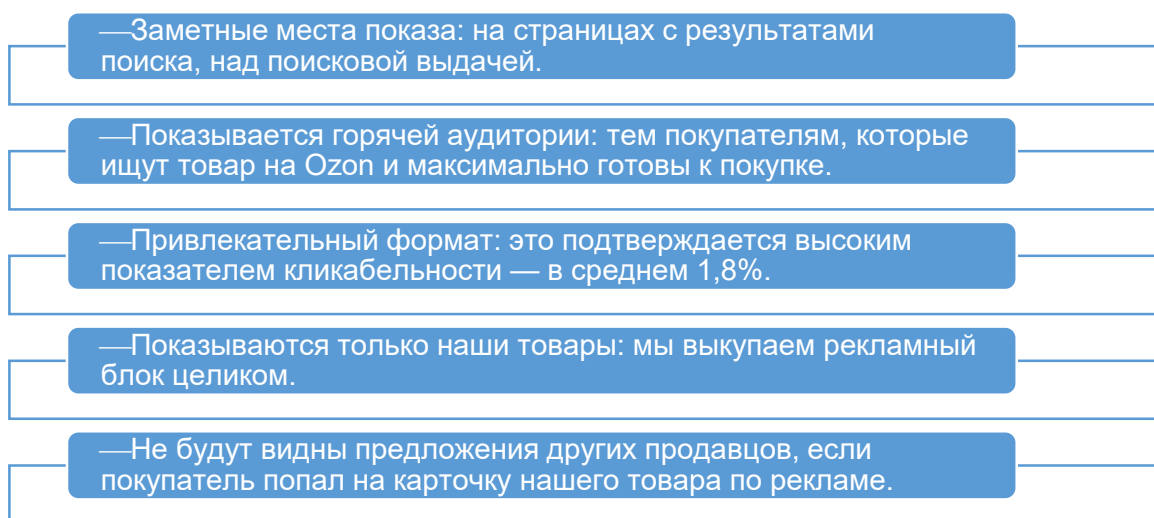 —Заметные места показа: на страницах с результатами
поиска, над поисковой выдачей.
—Показывается горячей аудитории: тем покупателям, которые
ищут товар на Ozon и максимально готовы к покупке.
—Привлекательный формат: это подтверждается высоким
показателем кликабельности — в среднем 1,8%.
—Показываются только наши товары: мы выкупаем рекламный
блок целиком.
—Не будут видны предложения других продавцов, если
покупатель попал на карточку нашего товара по рекламе.